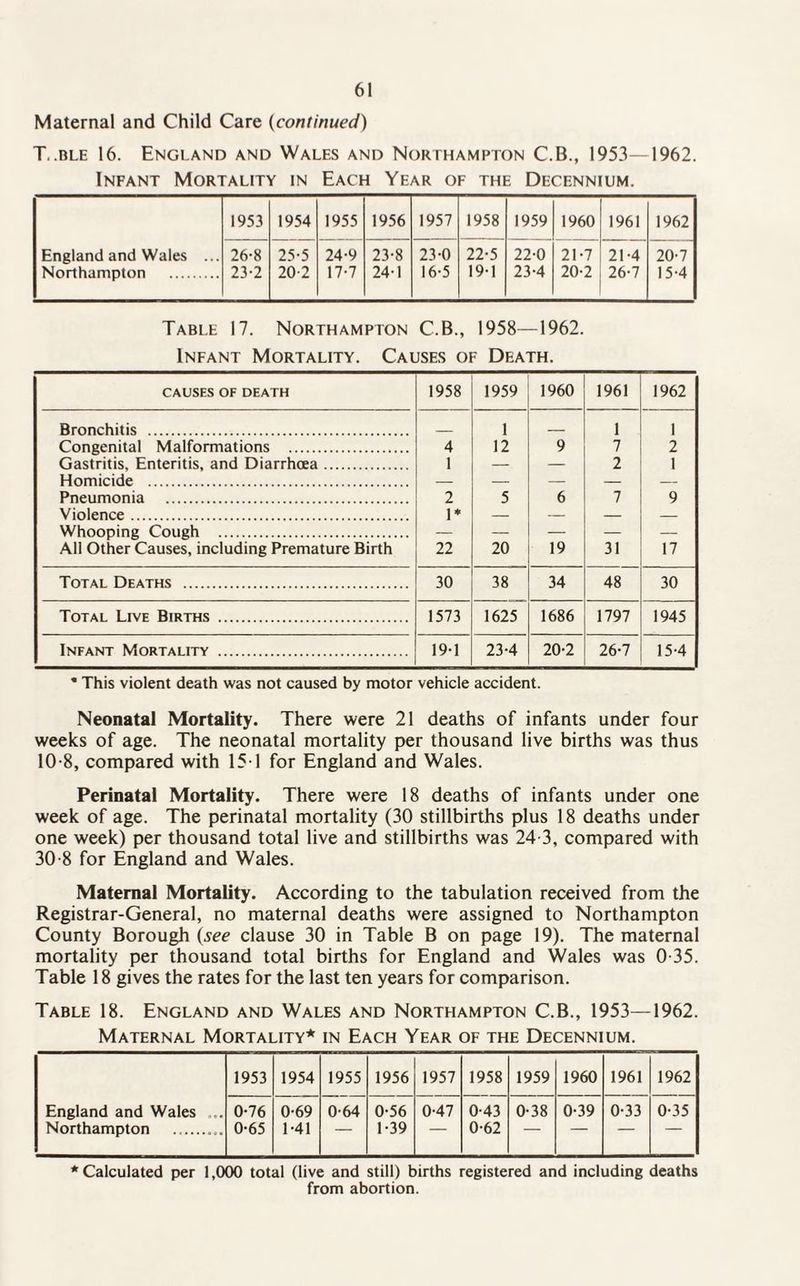 61
Maternal and Child Care (continued)
T..BLE 16. England and Wales and Northampton C.B., 1953—1962.
Infant Mortality in Each Year of the Decennium.
1953 1954 1955 1956 1957 1958 1959 1960 1961 1962
England and Wales ... 26·8 25·5 24·9 23·8 23·0 22·5 22·0 21·7 21·4 20·7
Northampton ......... 23·2 20·2 17·7 24·1 16·5 19·1 23·4 20·2 26·7 15·4
Table 17. Northampton C.B., 1958—1962.
Infant Mortality. Causes of Death.
CAUSES OF DEATH 1958 1959 1960 1961 1962
Bronchitis ... — 1 — 1 1
Congenital Malformations ... 4 12 9 7 2
Gastritis, Enteritis, and Diarrhœa ... 1 — — 2 1
Homicide ... — — — — —
Pneumonia ... 2 5 6 7 9
Violence ... 1* — — — —
Whooping Cough ... — — — — —
All Other Causes, including Premature Birth 22 20 19 31 17
Total Deaths ... 30 38 34 48 30
Total Live Births ... 1573 1625 1686 1797 1945
Infant Mortality ... 19·1 23·4 20·2 26·7 15·4
* This violent death was not caused by motor vehicle accident.
Neonatal Mortality. There were 21 deaths of infants under four
weeks of age. The neonatal mortality per thousand live births was thus
10·8, compared with 15·1 for England and Wales.
Perinatal Mortality. There were 18 deaths of infants under one
week of age. The perinatal mortality (30 stillbirths plus 18 deaths under
one week) per thousand total live and stillbirths was 24·3, compared with
30·8 for England and Wales.
Maternal Mortality. According to the tabulation received from the
Registrar-General, no maternal deaths were assigned to Northampton
County Borough (see clause 30 in Table B on page 19). The maternal
mortality per thousand total births for England and Wales was 0·35.
Table 18 gives the rates for the last ten years for comparison.
Table 18. England and Wales and Northampton C.B., 1953—1962.
Maternal Mortality* in Each Year of the Decennium.
1953 1954 1955 1956 1957 1958 1959 1960 1961 1962
England and Wales ... 0·76 0·69 0·64 0·56 0·47 0·43 0·38 0·39 0·33 0·35
Northampton ......... 0·65 1·41 — 1·39 — 0·62 — — — —
* Calculated per 1,000 total (live and still) births registered and including deaths
from abortion.